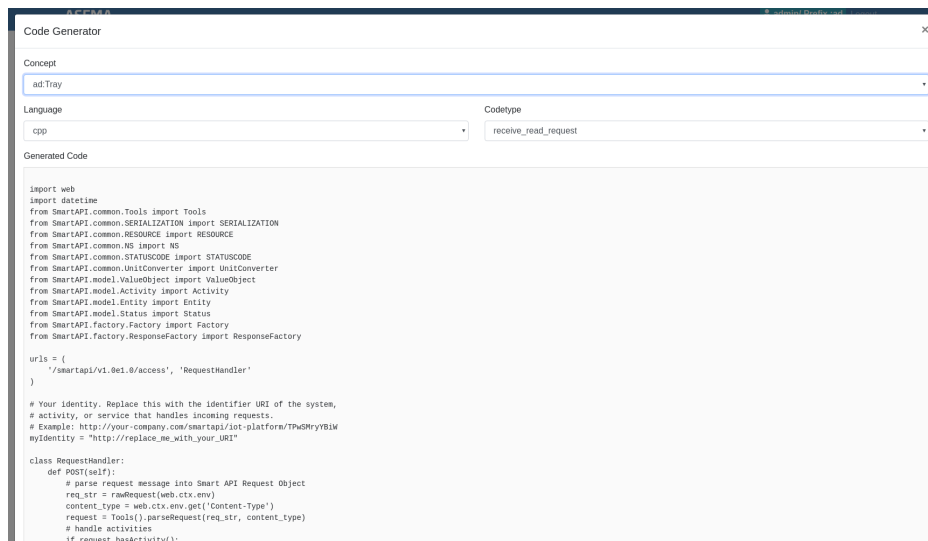 admin/ Prefix :ad
Code Generator
×
Concept
ad:Tray
Language
Codetype
cpp
receive_read_request
Generated Code
import web
import datetime
from SmartAPI.common.Tools import Tools
from SmartAPI.common.SERIALIZATION import SERIALIZATION
from SmartAPI.common.RESOURCE import RESOURCE
from SmartAPI.common.NS import NS
from SmartAPI.common.STATUSCODE import STATUSCODE
from SmartAPI.common.UnitConverter import UnitConverter
from SmartAPI.model.ValueObject import ValueObject
from SmartAPI.model.Activity import Activity
from SmartAPI.model.Entity import Entity
from SmartAPI.model.Status import Status
from SmartAPI.factory.Factory import Factory
from SmartAPI.factory.ResponseFactory import ResponseFactory
urls = (
    '/smartapi/v1.0e1.0/access', 'RequestHandler'
)
# Your identity. Replace this with the identifier URI of the system,
# activity, or service that handles incoming requests.
# Example: http://your-company.com/smartapi/iot-platform/TPwSMryYBiW
myIdentity = "http://replace_me_with_your_URI"
class RequestHandler:
    def POST(self):
        # parse request message into Smart API Request Object
        req_str = rawRequest(web.ctx.env)
        content_type = web.ctx.env.get('Content-Type')
        request = Tools().parseRequest(req_str, content_type)
        # handle activities
        if request.hasActivity():